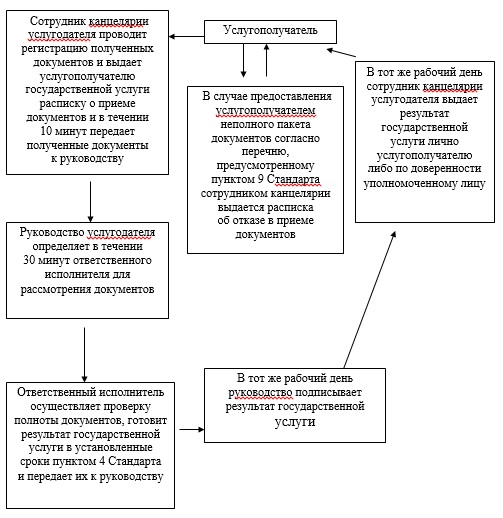 Услугополучатель
Сотрудник канцелярии
услугодателя проводит
регистрацию полученных
документов и выдает
услугополучателю
государственной услуги
расписку о приеме
документов и в течении
10 минут передает
полученные документы
к руководству
В случае предоставления
услугополучателем
неполного пакета
документов согласно
перечню,
предусмотренному
пунктом 9 Стандарта
сотрудником канцелярии
выдается расписка
об отказе в приеме
документов
Руководство услугодателя
определяет в течении
30 минут ответственного
исполнителя для
рассмотрения документов
Ответственный исполнитель
осуществляет проверку
полноты документов, готовит
результат государственной
услуги в установленные
сроки пунктом 4 Стандарта
и передает их к руководству
В тот же рабочий день
руководство подписывает
результат государственной
услуги
В тот же рабочий день
сотрудник канцелярии
услугодателя выдает
результат
государственной
услуги лично
услугополучателю
либо по доверенности
уполномоченному лицу